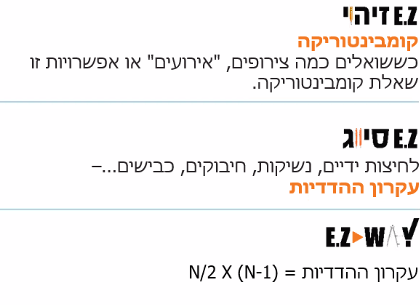 E.Z זיהוי
קומבינטוריקה
כששואלים כמה צירופים, "אירועים" או אפשרויות זו
שאלת קומבינטוריקה.
E.Z סיווג
לחיצות ידיים, נשיקות, חיבוקים, כבישים...–
עקרון ההדדיות
E.Z WAY
עקרון ההדדיות = N/2 X (N-1)